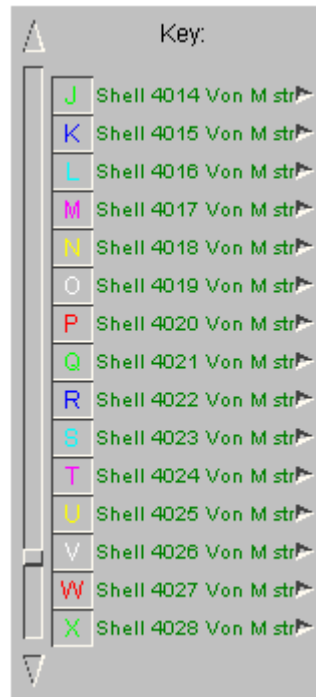 Key:
J Shell 4014 Von M str
K Shell 4015 Von M str
L Shell 4016 Von M str
M Shell 4017 Von M str
N Shell 4018 Von M str
O Shell 4019 Von M str
P Shell 4020 Von M str
Q Shell 4021 Von M str
R Shell 4022 Von M str
S Shell 4023 Von M str
T Shell 4024 Von M str
U Shell 4025 Von M str
V Shell 4026 Von M str
W Shell 4027 Von M str
X Shell 4028 Von M str